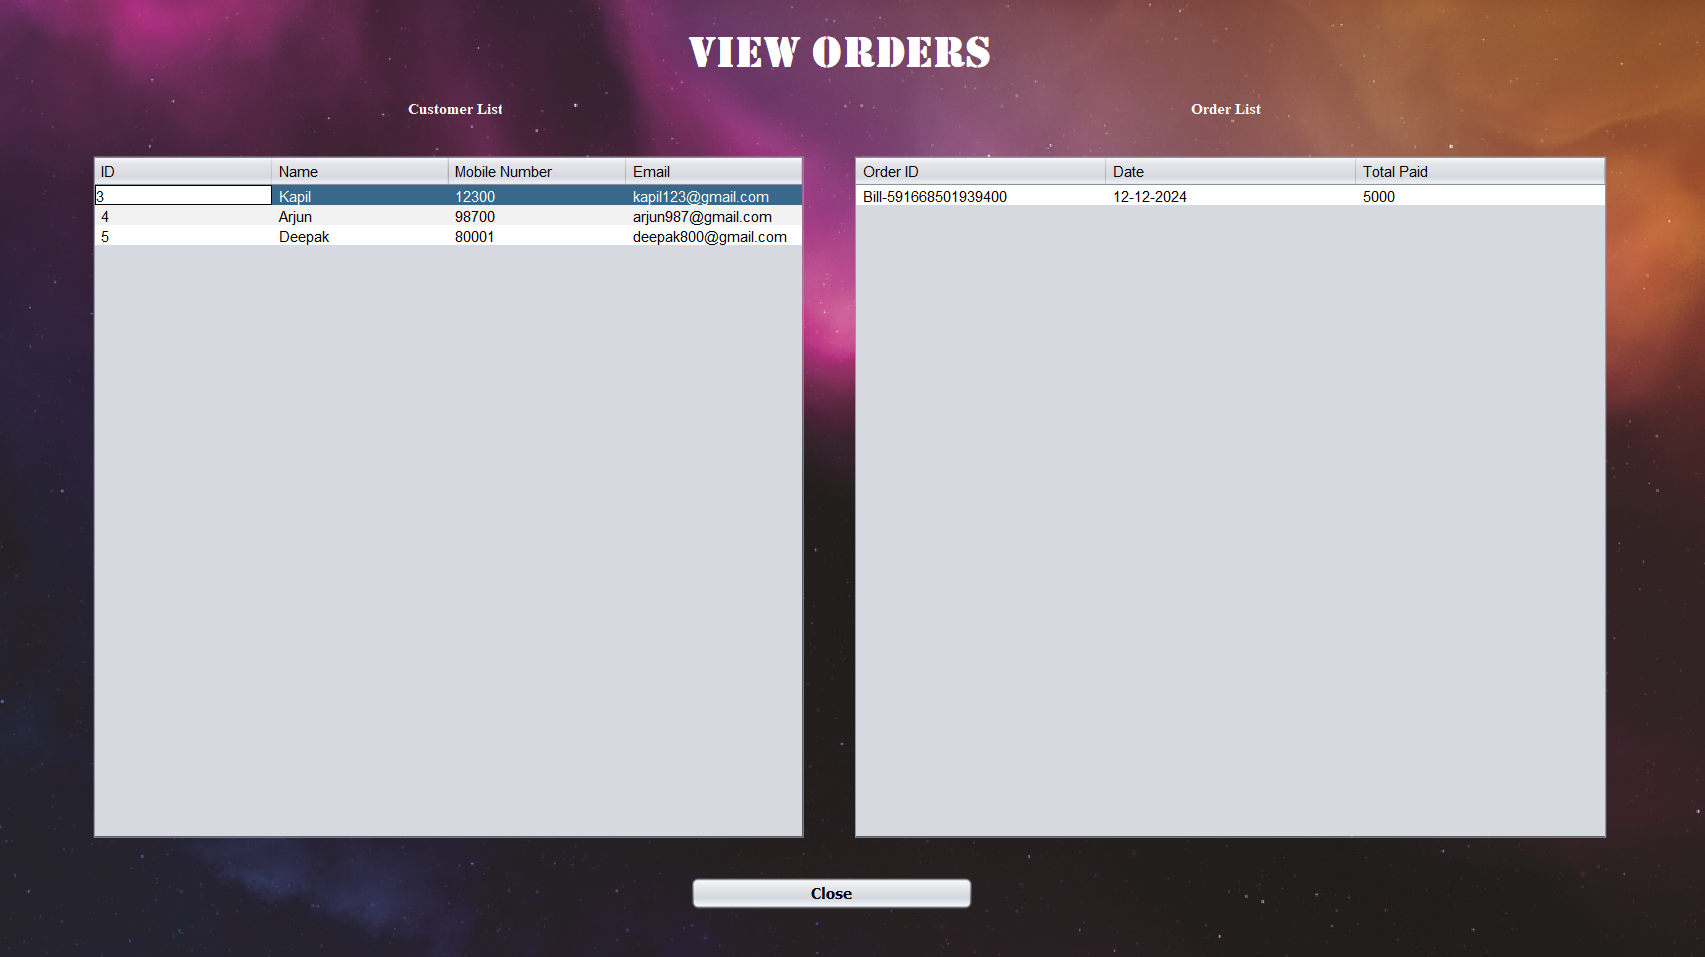 VIEW ORDERS
Customer List
Order List
ID Name Mobile Number Email
3 Kapil 12300 kapil123@gmail.com
4 Arjun 98700 arjun987@gmail.com
5 Deepak 80001 deepak800@gmail.com
Order ID Date Total Paid
Bill-591668501939400 12-12-2024 5000
Close